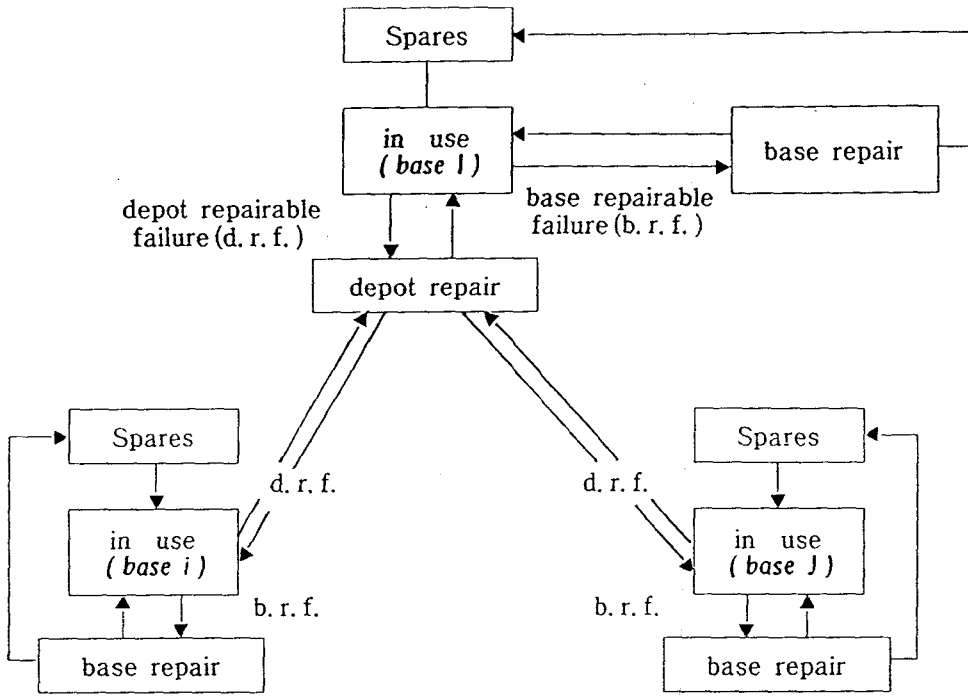 Spares
in use
(base 1)
base repair
depot repairable
failure (d. r. f.)
base repairable
failure (b. r. f.)
depot repair
Spares
Spares
d. r. f.
d. r. f.
in use
(base i)
in use
(base J)
b. r. f.
b. r. f.
base repair
base repair